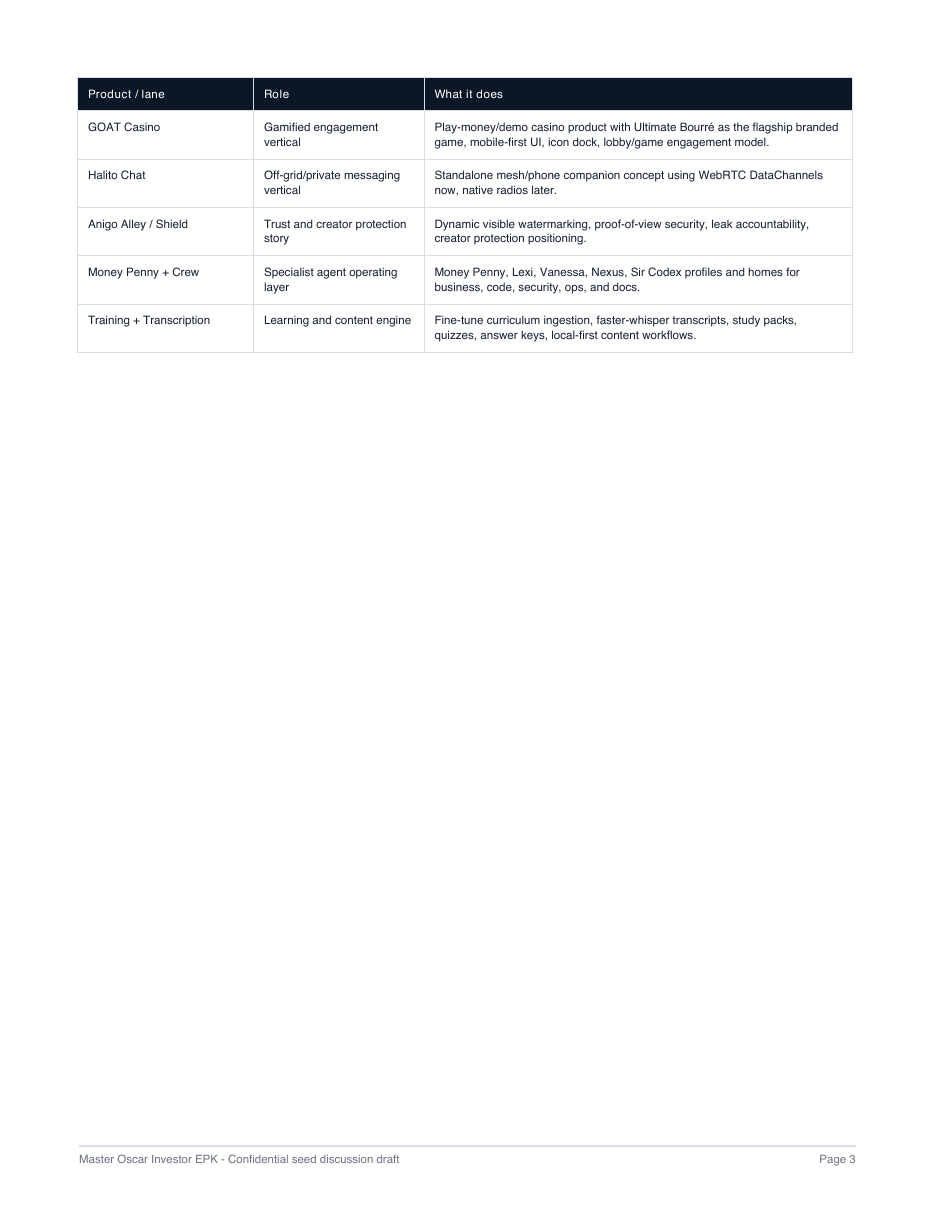 Product / lane Role What it does
GOAT Casino Gamified engagement vertical Play-money/demo casino product with Ultimate Bourré as the flagship branded
game, mobile-first UI, icon dock, lobby/game engagement model.
Halito Chat Off-grid/private messaging vertical Standalone mesh/phone companion concept using WebRTC DataChannels
now, native radios later.
Anigo Alley / Shield Trust and creator protection story Dynamic visible watermarking, proof-of-view security, leak accountability,
creator protection positioning.
Money Penny + Crew Specialist agent operating layer Money Penny, Lexi, Vanessa, Nexus, Sir Codex profiles and homes for
business, code, security, ops, and docs.
Training + Transcription Learning and content engine Fine-tune curriculum ingestion, faster-whisper transcripts, study packs,
quizzes, answer keys, local-first content workflows.
Master Oscar Investor EPK - Confidential seed discussion draft Page 3